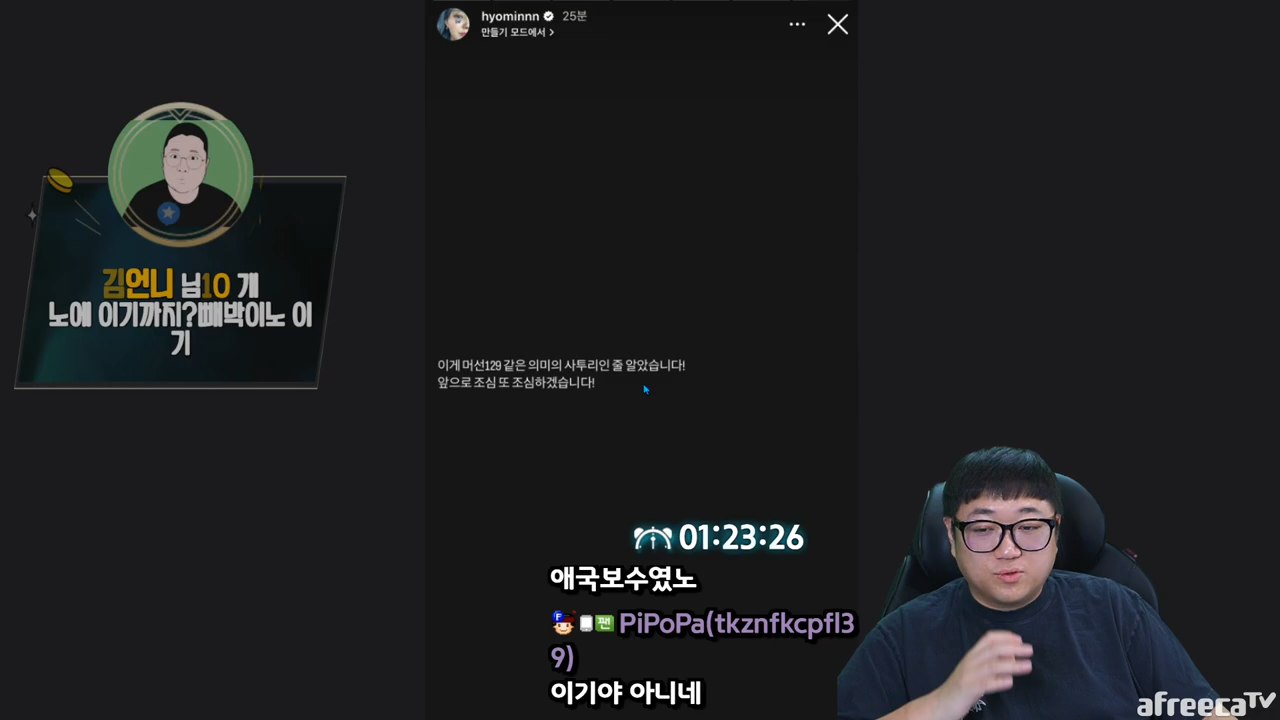 hyominnn 25분
만들기 모드에서
김언니 님10 개
노에 이기까지?빼박이노 이
기
이게 머선129 같은 의미의 사투리인 줄 알았습니다!
앞으로 조심 또 조심하겠습니다!
01:23:26
애국보수였노
F 팬 PiPoPa(tkznfkcpfl3
9)
이기야 아니네
afreecaTV